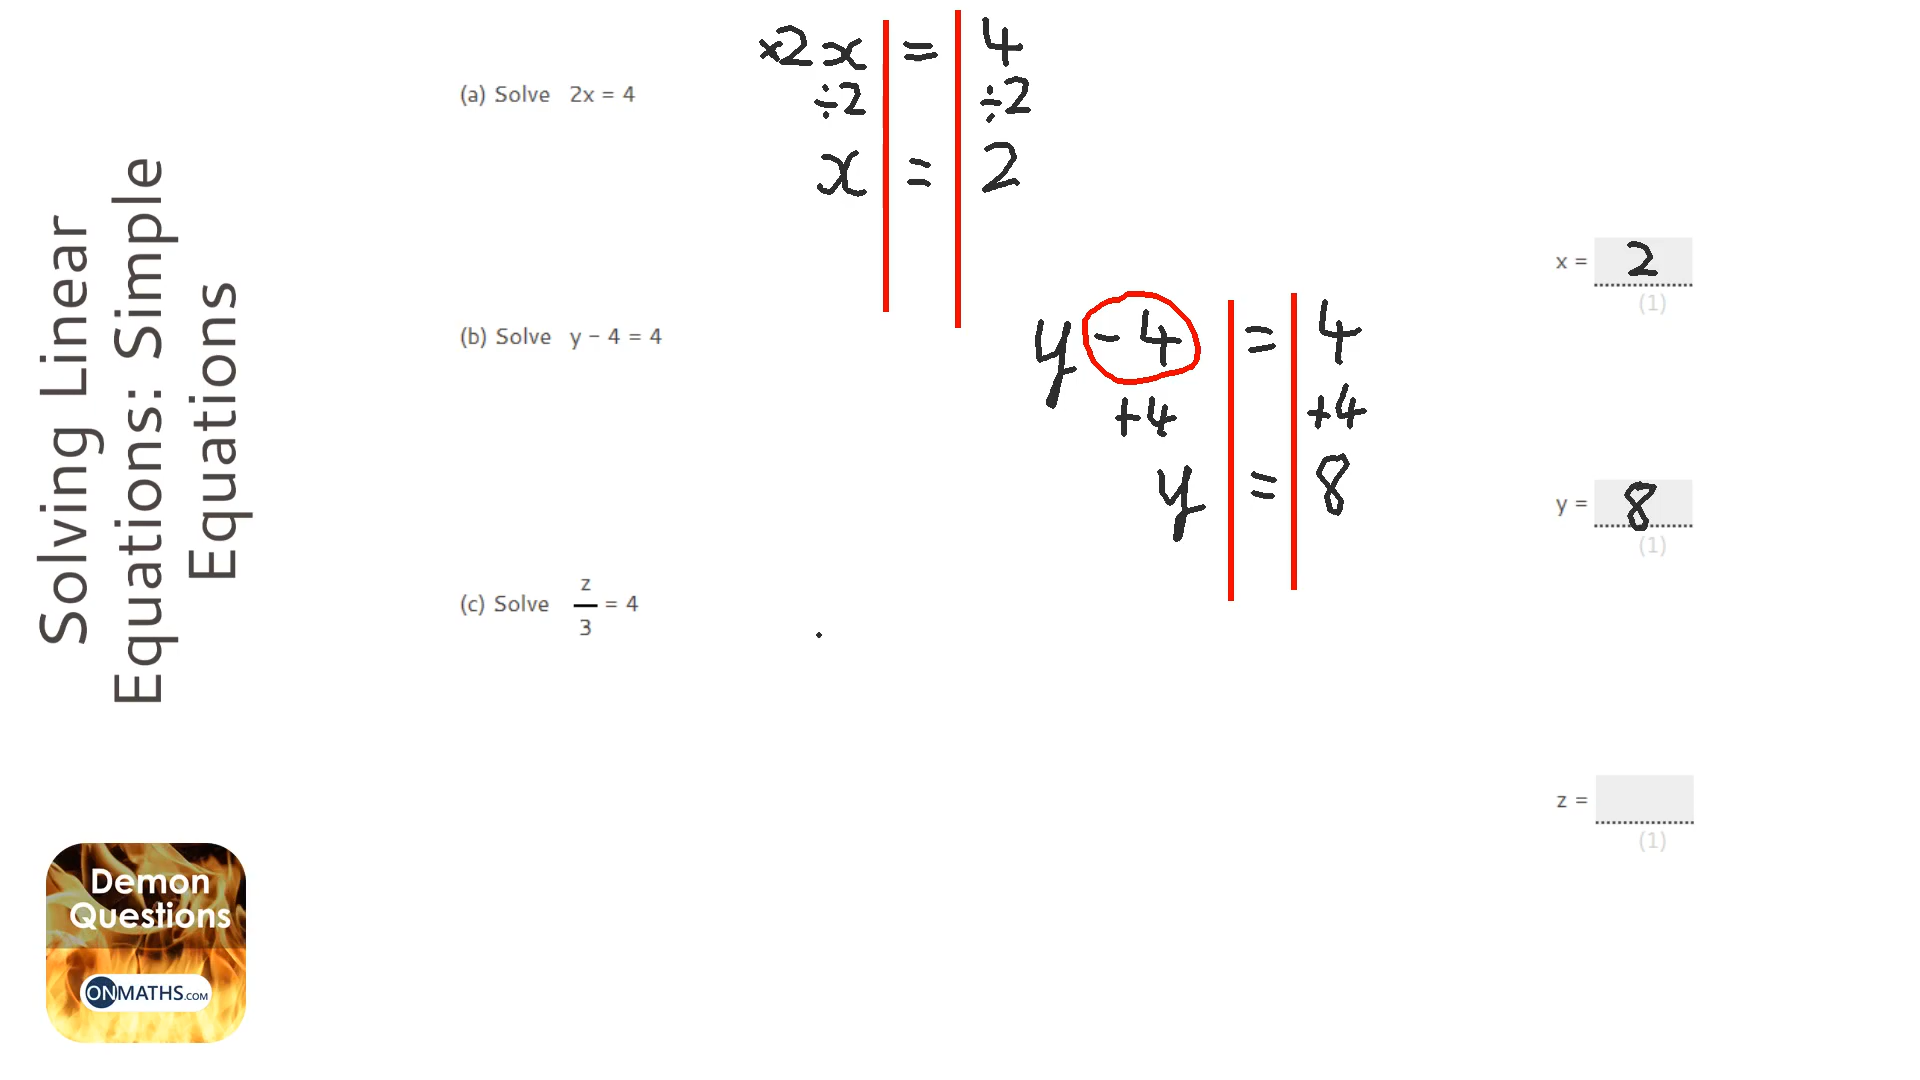 Solving Linear
Equations: Simple
Equations
×2x = 4
(a) Solve 2x = 4
÷2 ÷2
x = 2
x = 2
(1)
(b) Solve y − 4 = 4
y − 4 = 4
+4 +4
y = 8
y = 8
(1)
(c) Solve z/3 = 4
z =
(1)
Demon
Questions
ONMATHS.COM